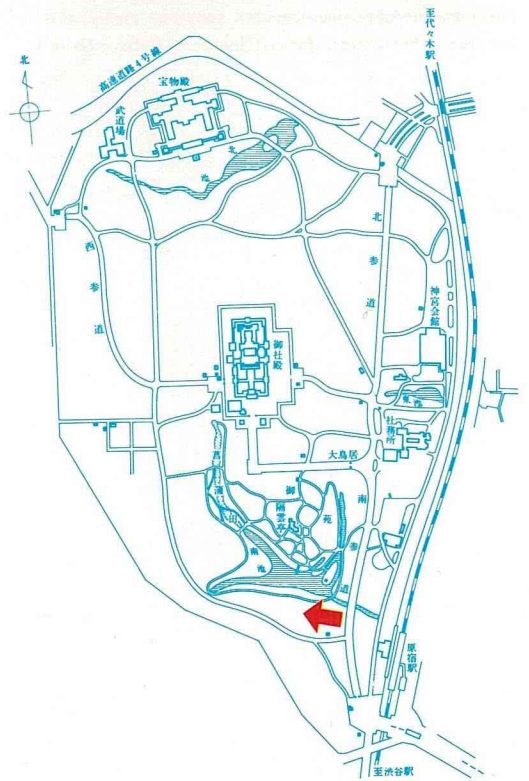 至代々木駅
北
高速道路4号線
宝物殿
武道場
北池
西参道
北参道
神宮会館
御社殿
東池
社務所
大鳥居
菖蒲田
御苑
隔雲亭
南池
南参道
原宿駅
至渋谷駅